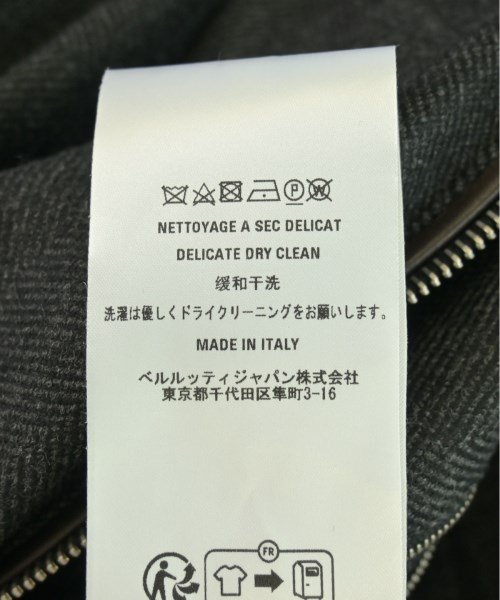 P W
NETTOYAGE A SEC DELICAT
DELICATE DRY CLEAN
缓和干洗
洗濯は優しくドライクリーニングをお願いします。
MADE IN ITALY
ベルルッティジャパン株式会社
東京都千代田区隼町3-16
FR